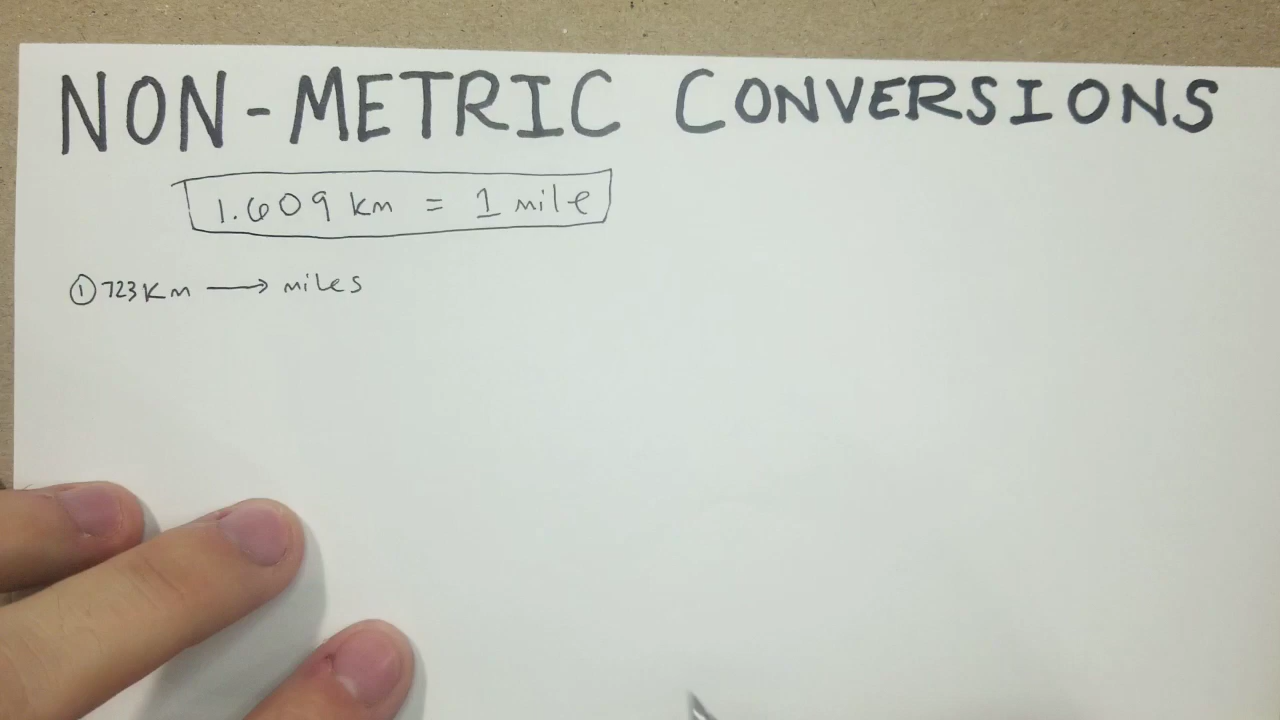 NON-METRIC CONVERSIONS
1.609 km = 1 mile
① 723 Km → miles